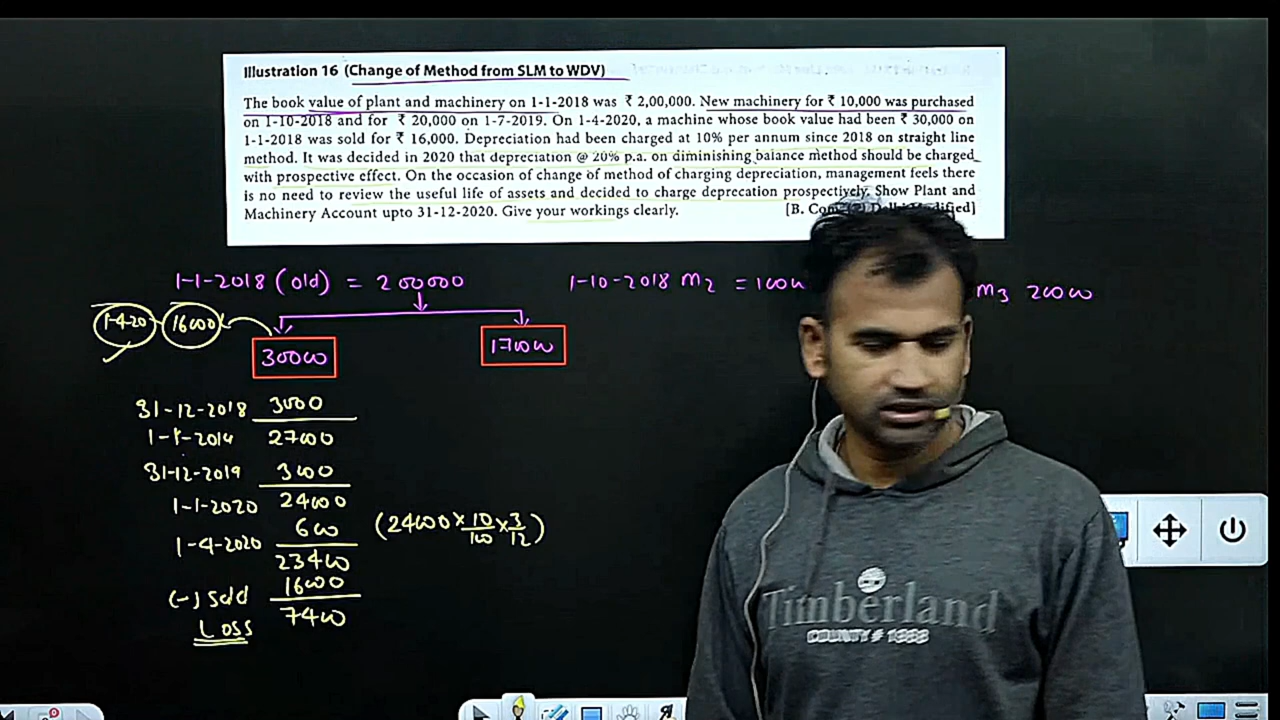 Illustration 16 (Change of Method from SLM to WDV)
The book value of plant and machinery on 1-1-2018 was ₹ 2,00,000. New machinery for ₹ 10,000 was purchased
on 1-10-2018 and for ₹ 20,000 on 1-7-2019. On 1-4-2020, a machine whose book value had been ₹ 30,000 on
1-1-2018 was sold for ₹ 16,000. Depreciation had been charged at 10% per annum since 2018 on straight line
method. It was decided in 2020 that depreciation @ 20% p.a. on diminishing balance method should be charged
with prospective effect. On the occasion of change of method of charging depreciation, management feels there
is no need to review the useful life of assets and decided to charge deprecation prospectively. Show Plant and
Machinery Account upto 31-12-2020. Give your workings clearly. [B. Com
1-1-2018 (old) = 200000
1-10-2018 M2 = 1000
M3 20000
1-4-20 16000
30000
170000
31-12-2018 3000
27000
31-12-2019 3000
1-1-2020 24000
600 (24000 × 10/100 × 3/12)
1-4-2020
23400
(-) Sold 16000
Loss 7400
Timberland
COUNTY #